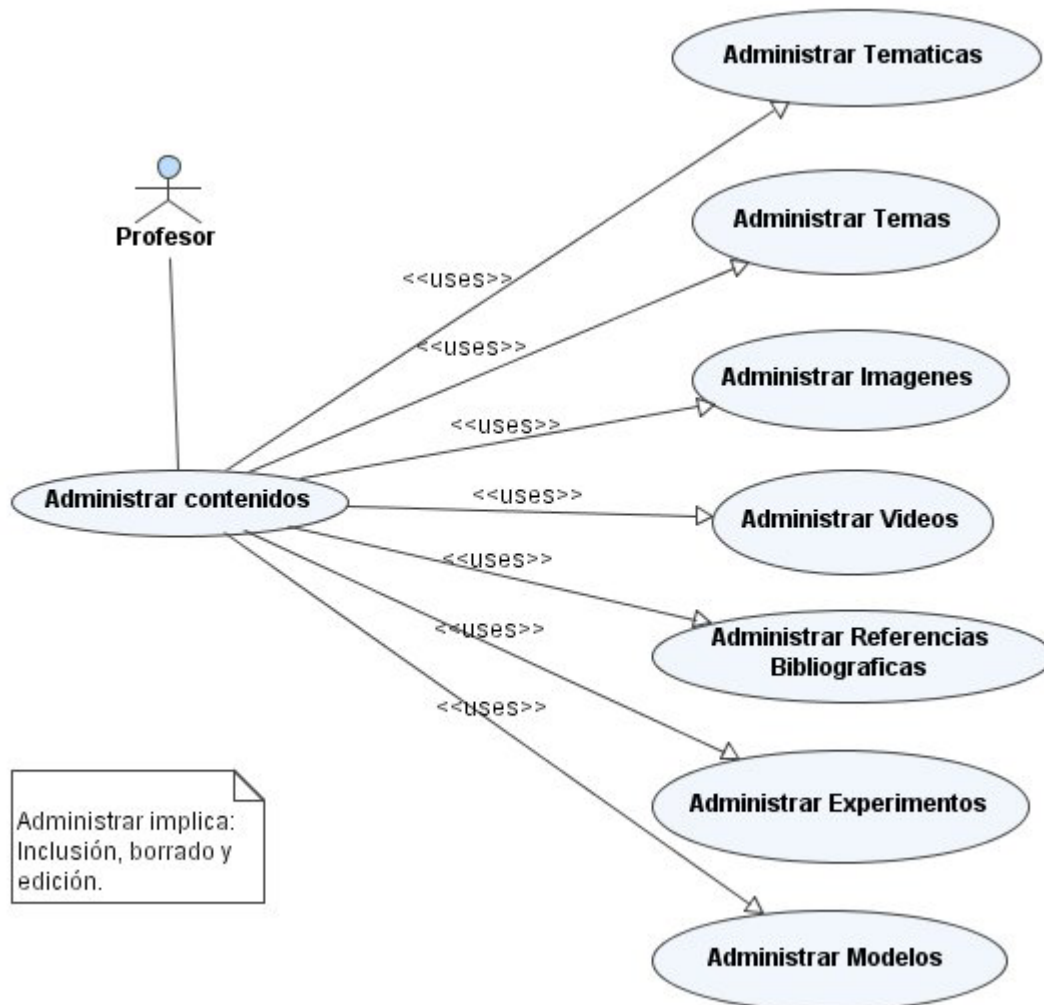 Administrar Tematicas
Profesor
Administrar Temas
<<uses>>
<<uses>>
Administrar Imagenes
<<uses>>
Administrar contenidos
<<uses>>
Administrar Videos
<<uses>>
Administrar Referencias
Bibliograficas
<<uses>>
<<uses>>
Administrar Experimentos
Administrar implica:
Inclusión, borrado y
edición.
Administrar Modelos